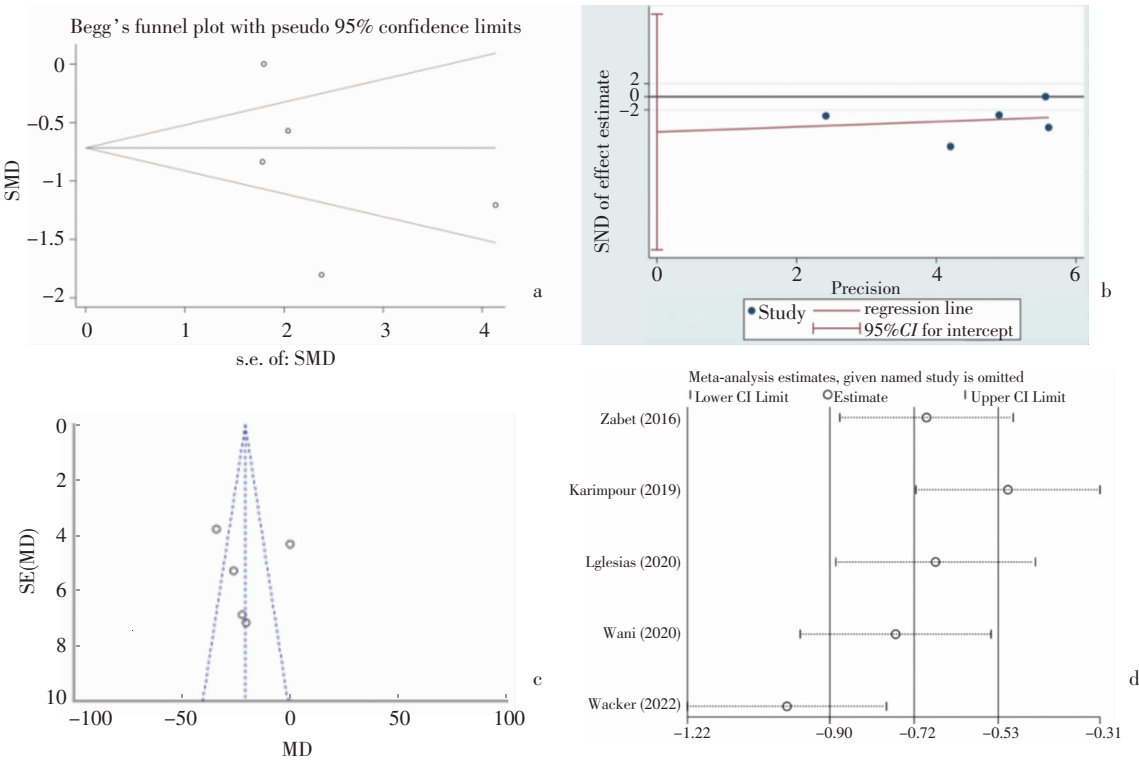 Begg’s funnel plot with pseudo 95% confidence limits
SMD
0
−0.5
−1
−1.5
−2
0 1 2 3 4
s.e. of: SMD
a
SND of effect estimate
2
0
−2
0 2 4 6
Precision
Study regression line
95%CI for intercept
b
SE(MD)
0
2
4
6
8
10
−100 −50 0 50 100
MD
c
Meta-analysis estimates, given named study is omitted
Lower CI Limit Estimate Upper CI Limit
Zabet (2016)
Karimpour (2019)
Lglesias (2020)
Wani (2020)
Wacker (2022)
−1.22 −0.90 −0.72 −0.53 −0.31
d